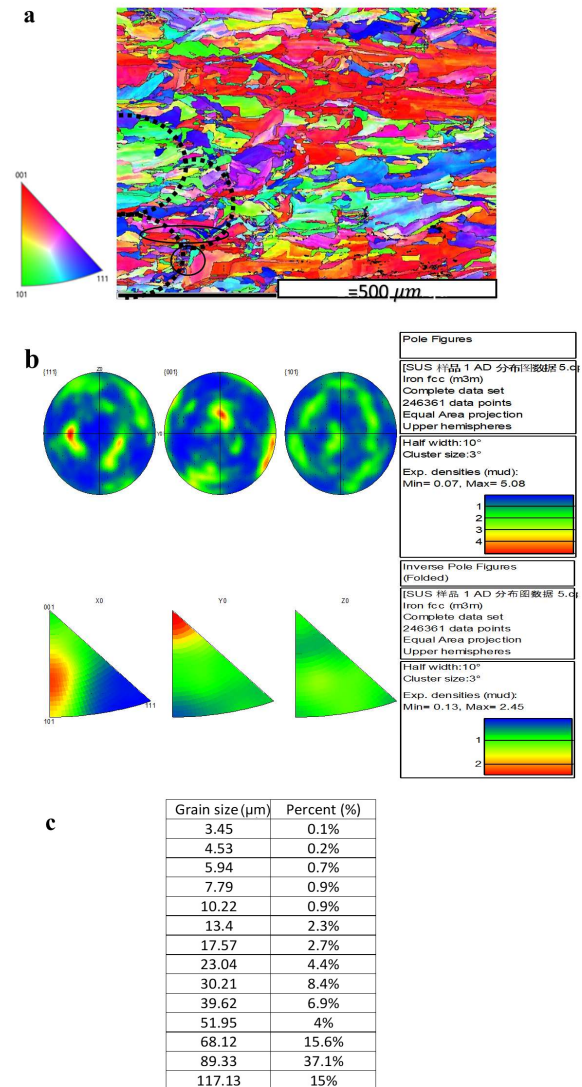 a
001
101
111
=500 μm
b
{111}
Z0
{001}
Y0
{101}
Pole Figures
[SUS 样品 1 AD 分布图数据 5.c
Iron fcc (m3m)
Complete data set
246361 data points
Equal Area projection
Upper hemispheres
Half width:10°
Cluster size:3°
Exp. densities (mud):
Min= 0.07, Max= 5.08
1
2
3
4
Inverse Pole Figures
(Folded)
[SUS 样品 1 AD 分布图数据 5.c
Iron fcc (m3m)
Complete data set
246361 data points
Equal Area projection
Upper hemispheres
Half width:10°
Cluster size:3°
Exp. densities (mud):
Min= 0.13, Max= 2.45
1
2
X0
Y0
Z0
001
101
111
c
Grain size (μm) Percent (%)
3.45 0.1%
4.53 0.2%
5.94 0.7%
7.79 0.9%
10.22 0.9%
13.4 2.3%
17.57 2.7%
23.04 4.4%
30.21 8.4%
39.62 6.9%
51.95 4%
68.12 15.6%
89.33 37.1%
117.13 15%